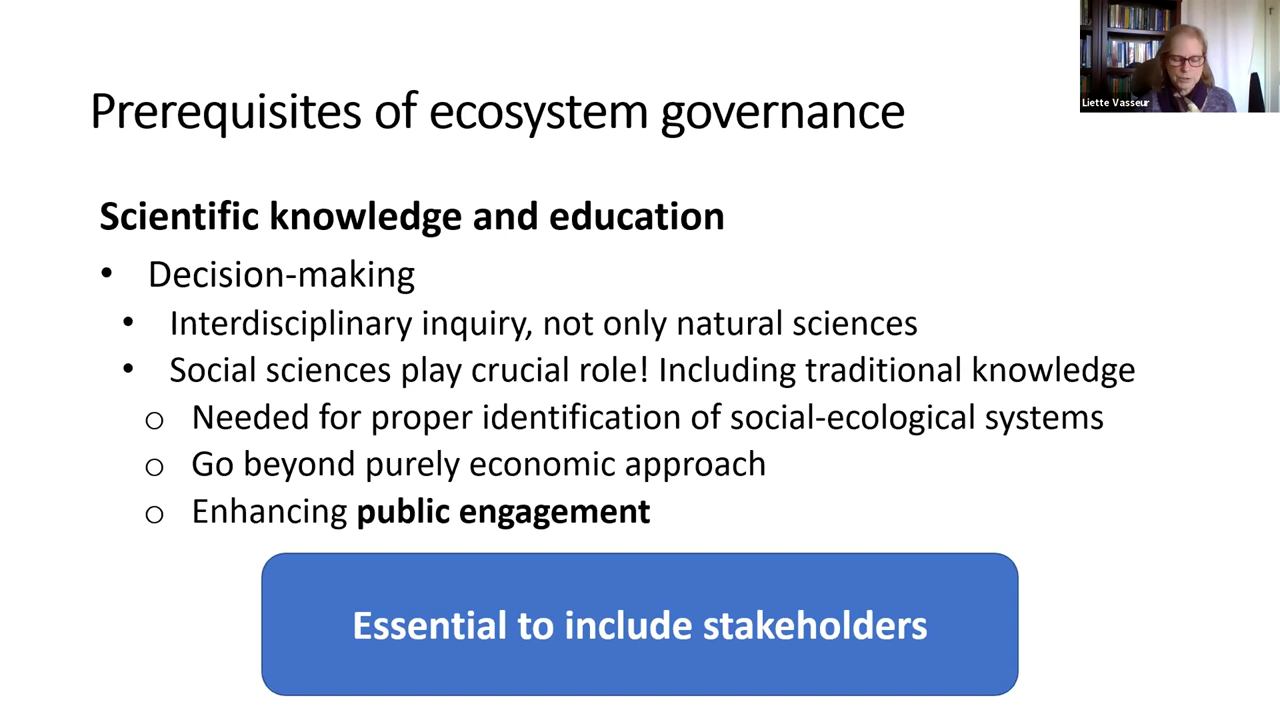 Liette Vasseur
Prerequisites of ecosystem governance
Scientific knowledge and education
• Decision-making
• Interdisciplinary inquiry, not only natural sciences
• Social sciences play crucial role! Including traditional knowledge
o Needed for proper identification of social-ecological systems
o Go beyond purely economic approach
o Enhancing public engagement
Essential to include stakeholders